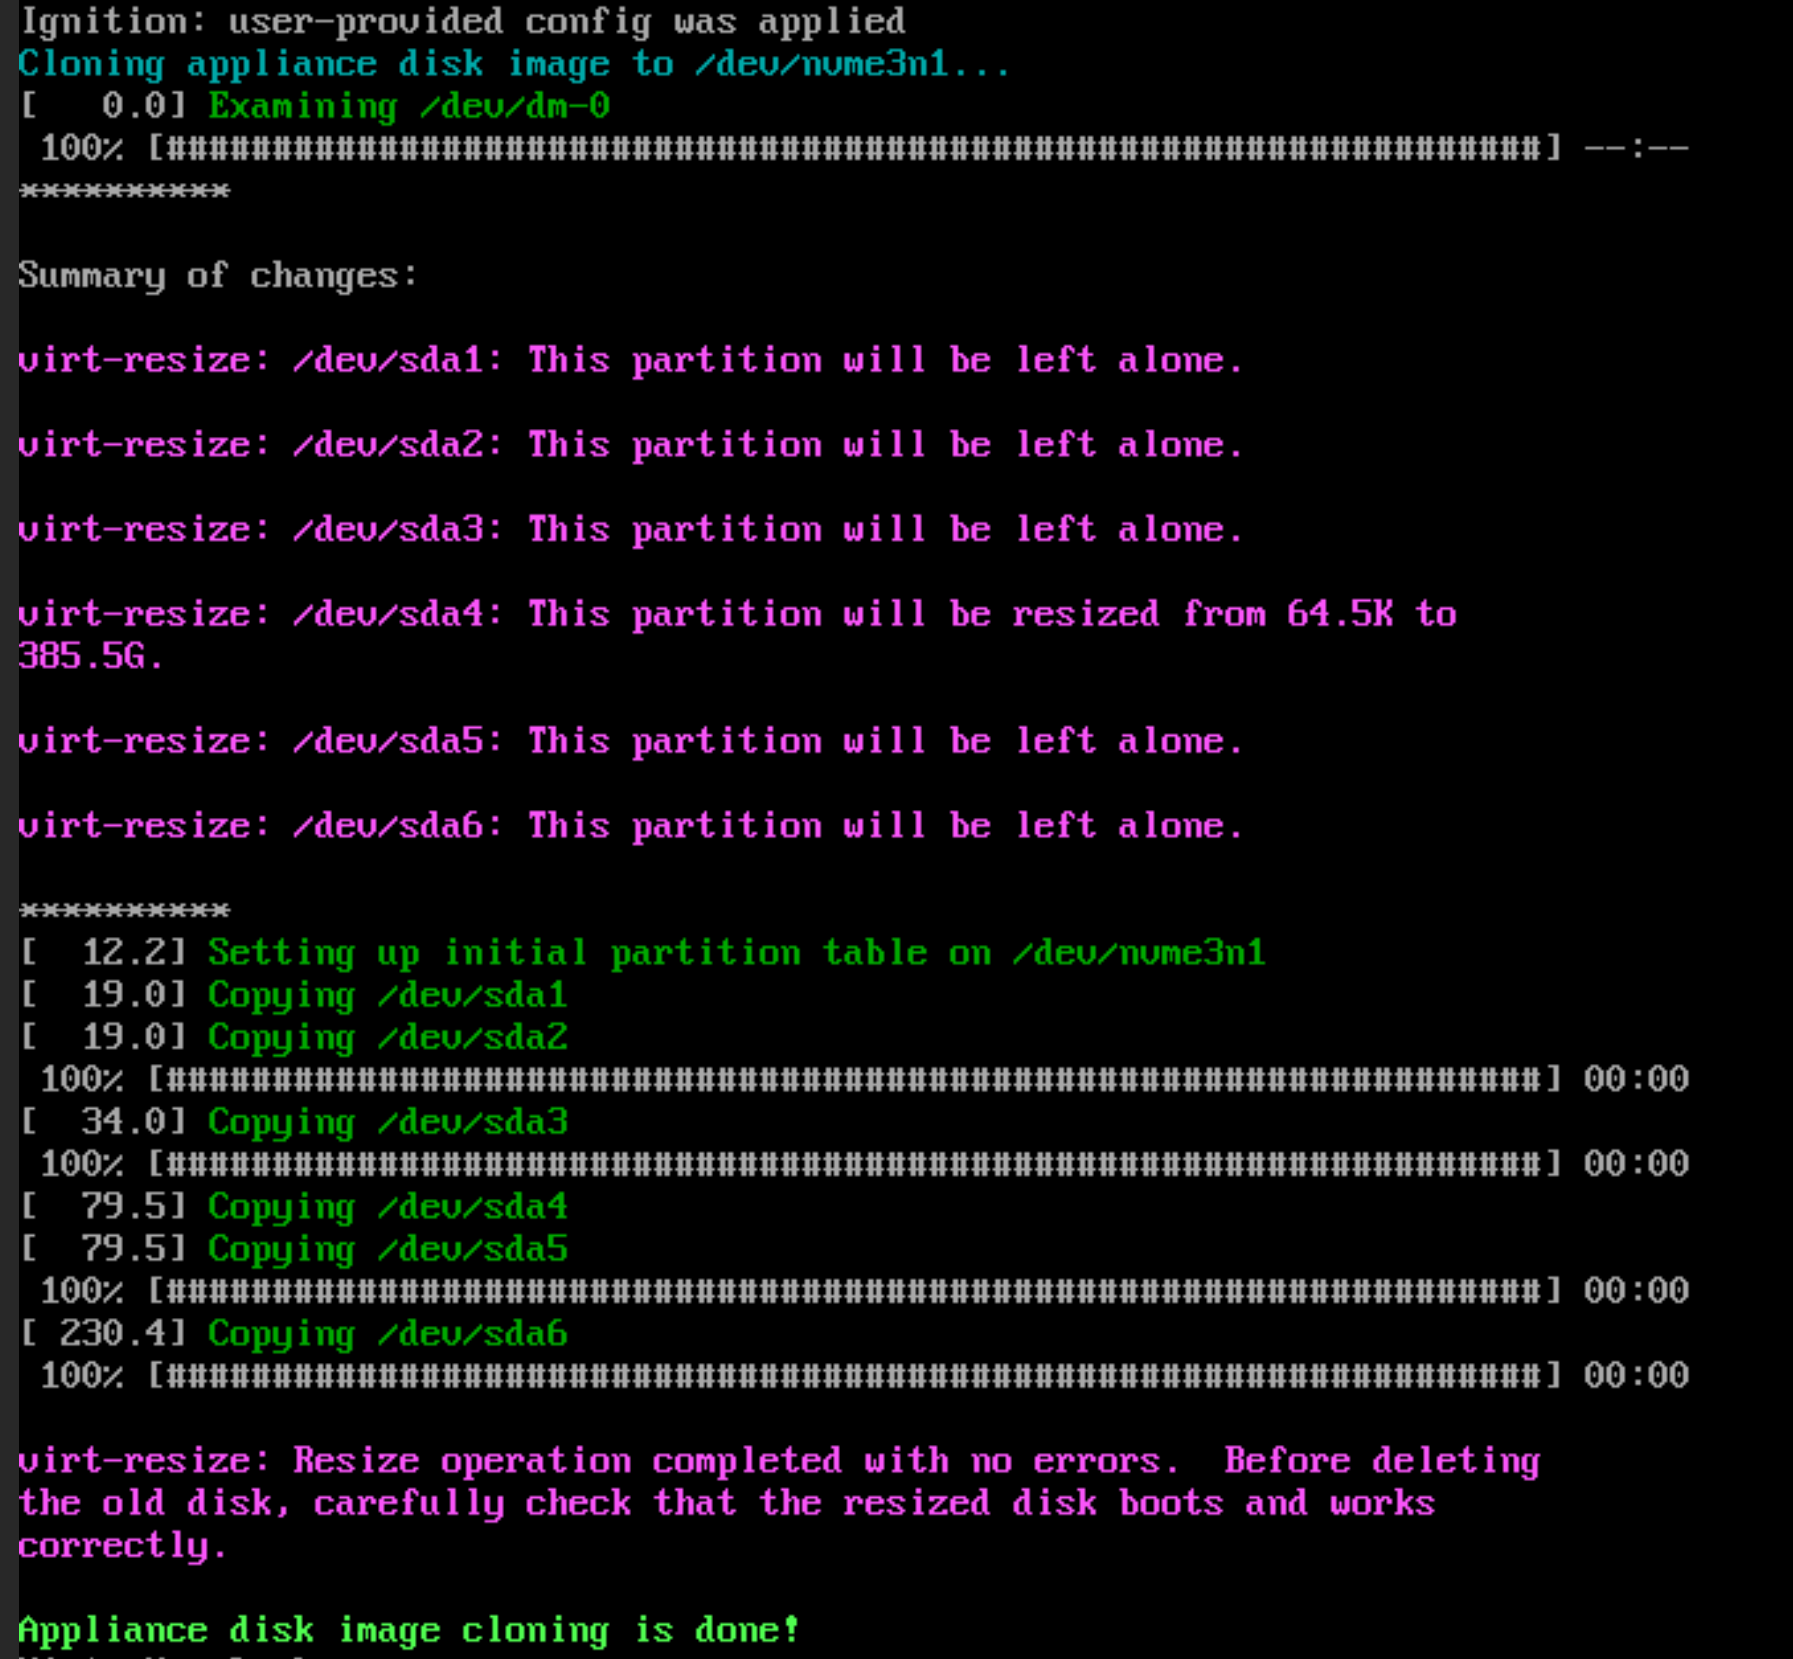 Ignition: user-provided config was applied
Cloning appliance disk image to /dev/nvme3n1...
[   0.0] Examining /dev/dm-0
 100% [#################################################################] --:--
**********

Summary of changes:

virt-resize: /dev/sda1: This partition will be left alone.

virt-resize: /dev/sda2: This partition will be left alone.

virt-resize: /dev/sda3: This partition will be left alone.

virt-resize: /dev/sda4: This partition will be resized from 64.5K to
385.5G.

virt-resize: /dev/sda5: This partition will be left alone.

virt-resize: /dev/sda6: This partition will be left alone.

**********
[  12.2] Setting up initial partition table on /dev/nvme3n1
[  19.0] Copying /dev/sda1
[  19.0] Copying /dev/sda2
 100% [#################################################################] 00:00
[  34.0] Copying /dev/sda3
 100% [#################################################################] 00:00
[  79.5] Copying /dev/sda4
[  79.5] Copying /dev/sda5
 100% [#################################################################] 00:00
[ 230.4] Copying /dev/sda6
 100% [#################################################################] 00:00

virt-resize: Resize operation completed with no errors.  Before deleting
the old disk, carefully check that the resized disk boots and works
correctly.

Appliance disk image cloning is done!